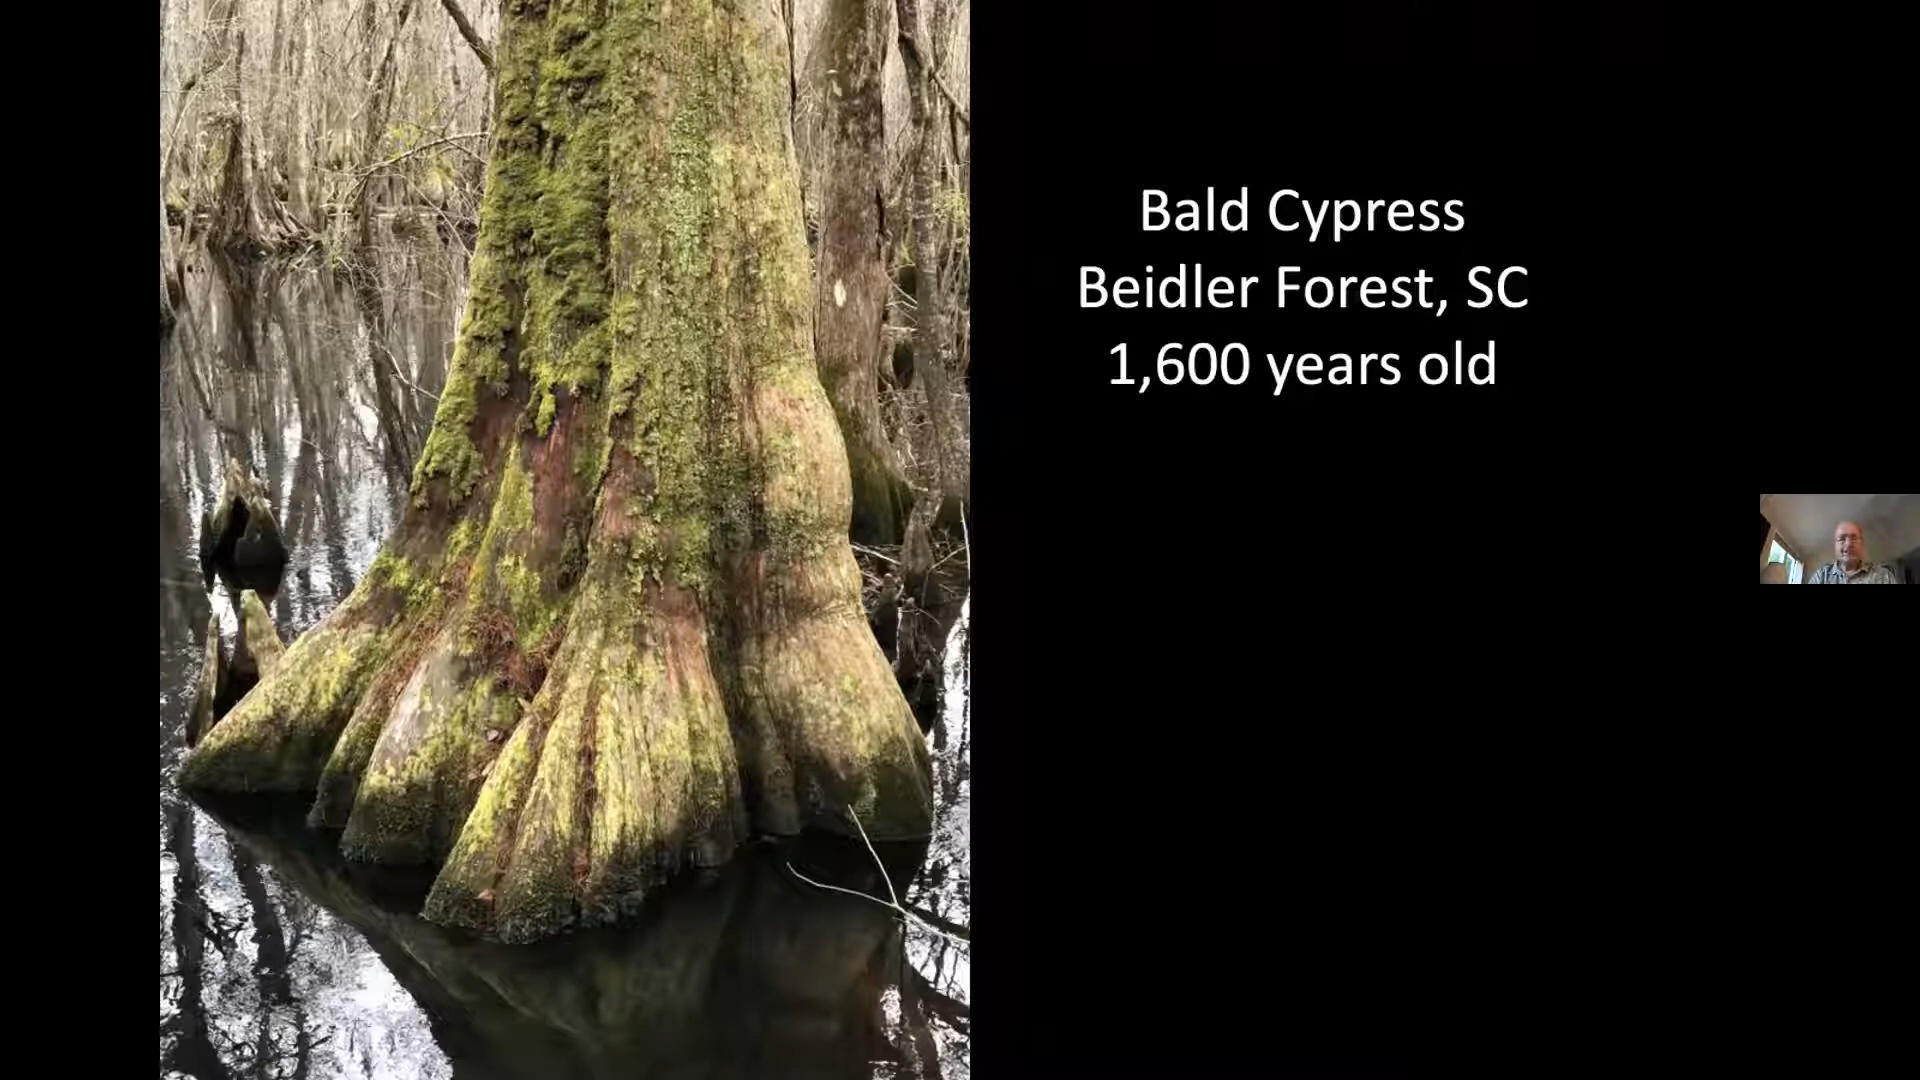 Bald Cypress
Beidler Forest, SC
1,600 years old